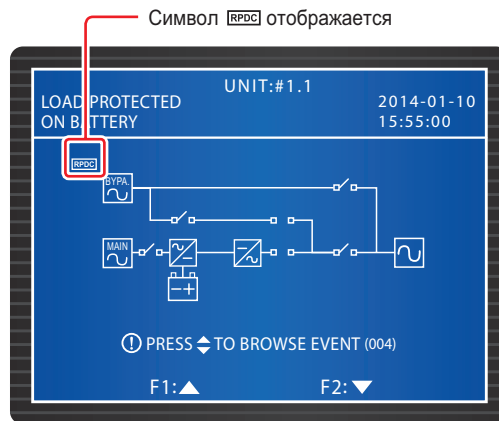 Символ RPDC отображается
UNIT:#1.1
LOAD PROTECTED
ON BATTERY
2014-01-10
15:55:00
RPDC
BYPA.
MAIN
PRESS TO BROWSE EVENT (004)
F1:
F2: